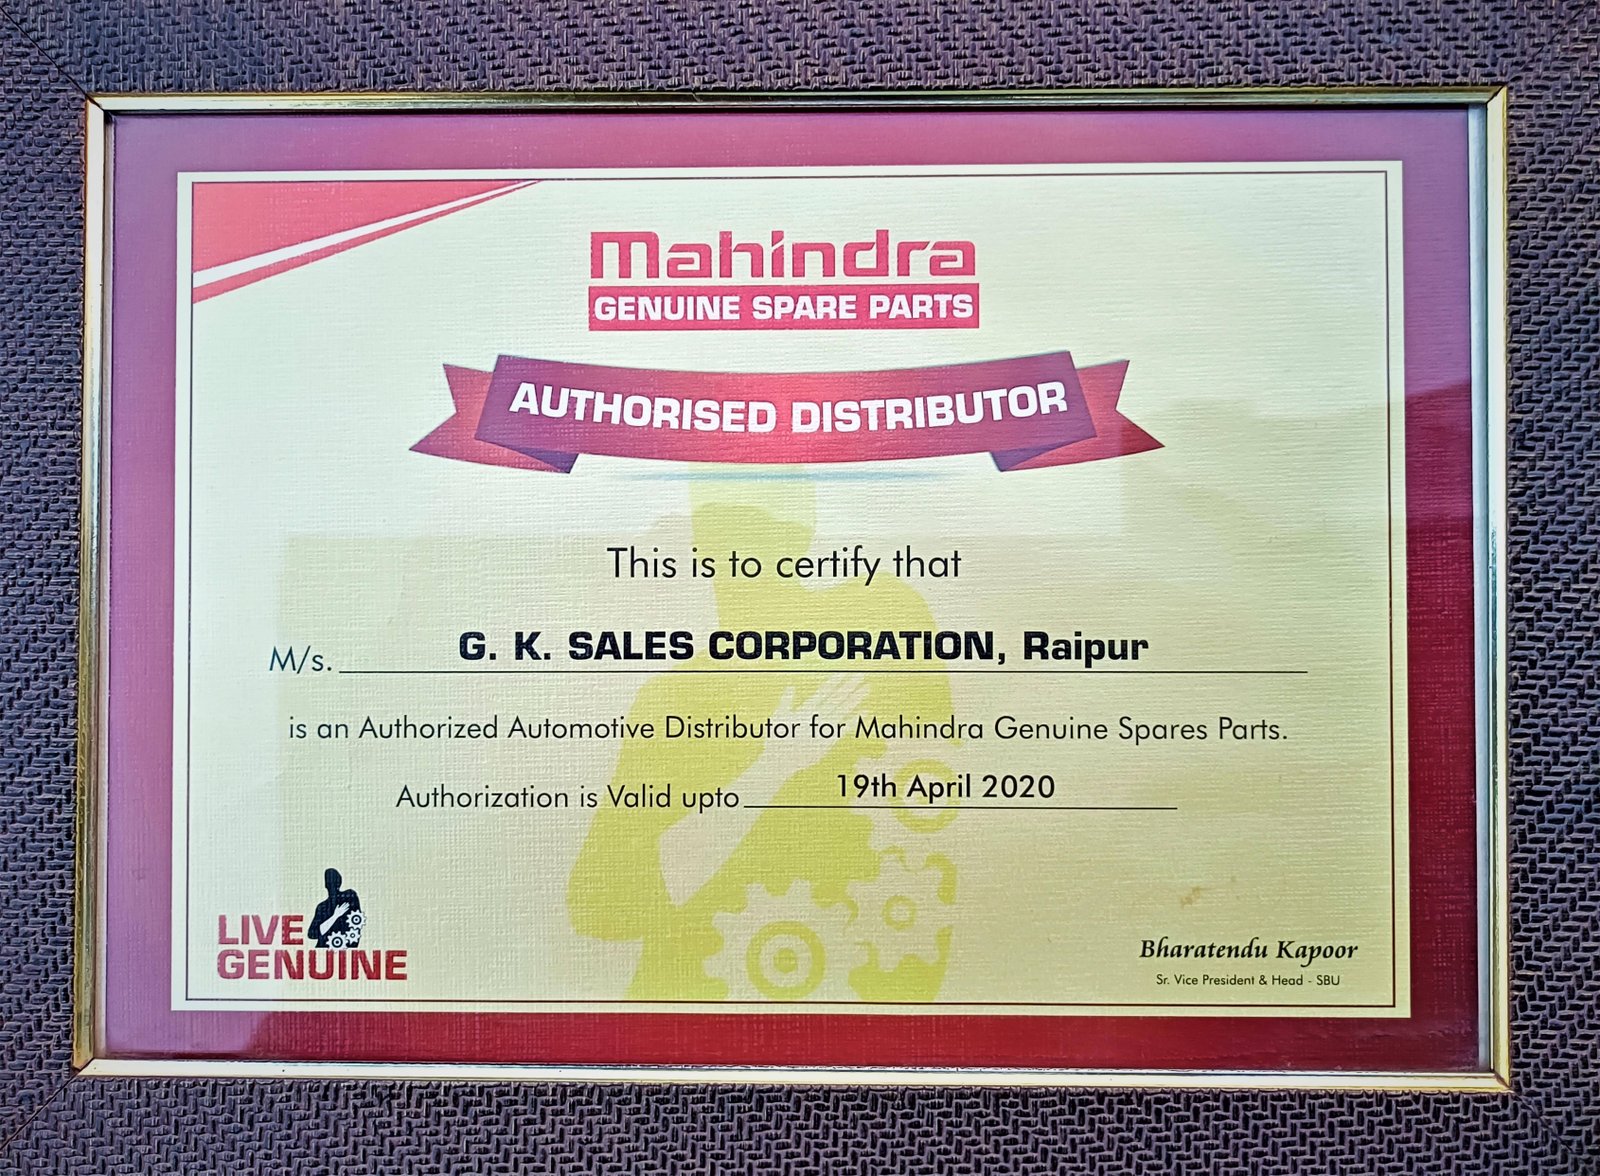 Mahindra
GENUINE SPARE PARTS
AUTHORISED DISTRIBUTOR
This is to certify that
M/s. G. K. SALES CORPORATION, Raipur
is an Authorized Automotive Distributor for Mahindra Genuine Spares Parts.
Authorization is Valid upto 19th April 2020
LIVE
GENUINE
Bharatendu Kapoor
Sr. Vice President & Head - SBU